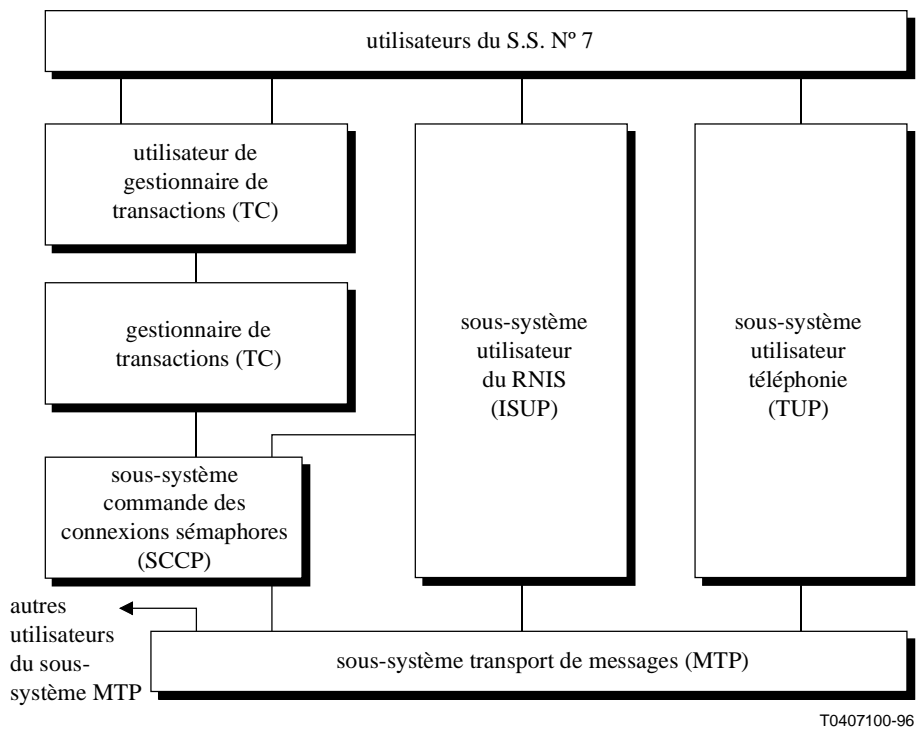 utilisateurs du S.S. Nº 7
utilisateur de
gestionnaire de
transactions (TC)
gestionnaire de
transactions (TC)
sous-système
utilisateur
du RNIS
(ISUP)
sous-système
utilisateur
téléphonie
(TUP)
sous-système
commande des
connexions sémaphores
(SCCP)
autres
utilisateurs
du sous-
système MTP
sous-système transport de messages (MTP)
T0407100-96